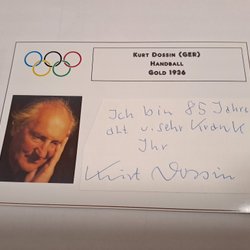 KURT DOSSIN (GER)
HANDBALL
GOLD 1936
Ich bin 85 Jahre
alt u. sehr Krank
Ihr
Kurt Dossin